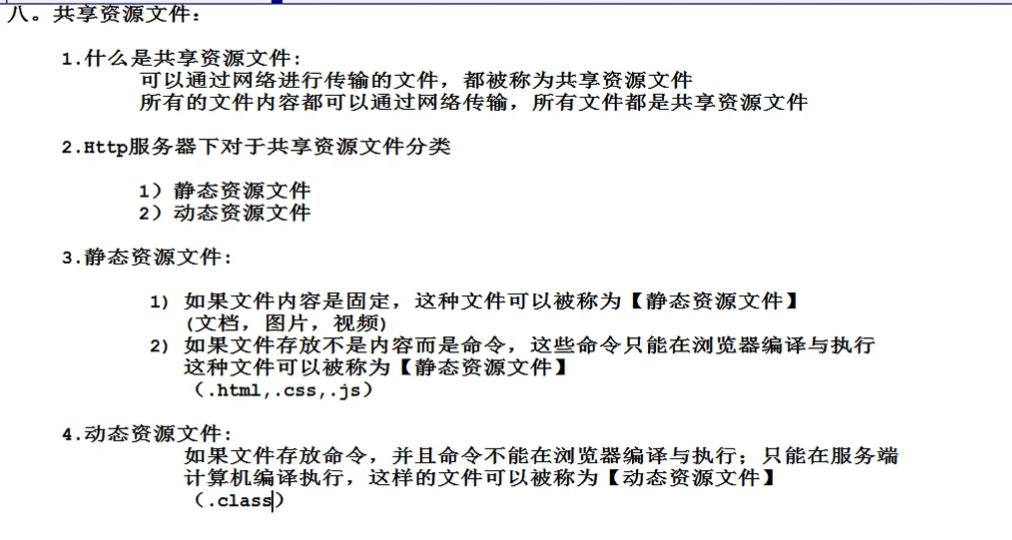 八。共享资源文件：
1.什么是共享资源文件:
可以通过网络进行传输的文件，都被称为共享资源文件
所有的文件内容都可以通过网络传输，所有文件都是共享资源文件
2.Http服务器下对于共享资源文件分类
1）静态资源文件
2）动态资源文件
3.静态资源文件:
1) 如果文件内容是固定，这种文件可以被称为【静态资源文件】
(文档，图片，视频)
2) 如果文件存放不是内容而是命令，这些命令只能在浏览器编译与执行
这种文件可以被称为【静态资源文件】
（.html,.css,.js）
4.动态资源文件:
如果文件存放命令，并且命令不能在浏览器编译与执行；只能在服务端
计算机编译执行，这样的文件可以被称为【动态资源文件】
（.class）